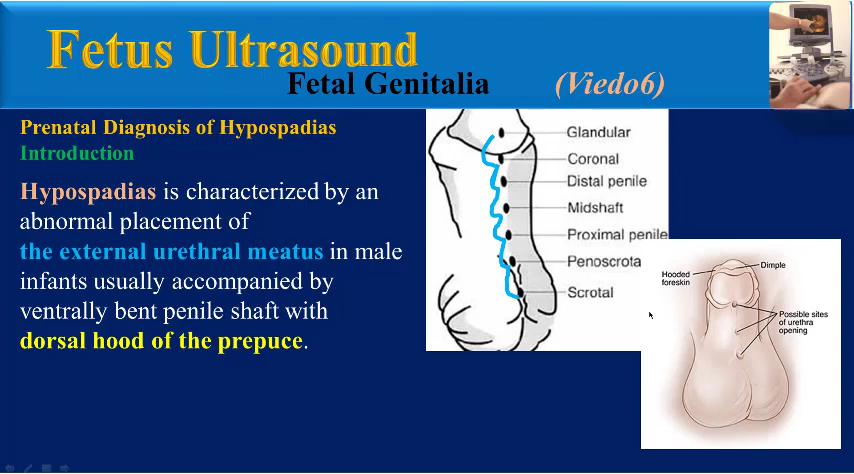 Fetus Ultrasound
Fetal Genitalia (Viedo6)
Prenatal Diagnosis of Hypospadias
Introduction
Hypospadias is characterized by an
abnormal placement of
the external urethral meatus in male
infants usually accompanied by
ventrally bent penile shaft with
dorsal hood of the prepuce.
Glandular
Coronal
Distal penile
Midshaft
Proximal penile
Penoscrota
Scrotal
Hooded
foreskin
Dimple
Possible sites
of urethra
opening